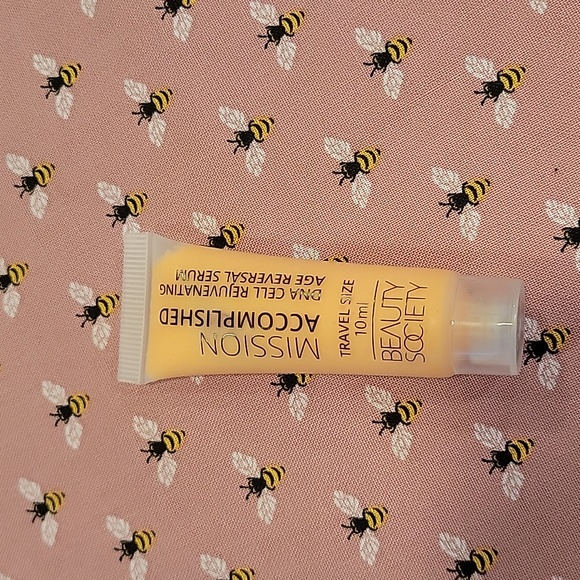 MISSION
ACCOMPLISHED
DNA CELL REJUVENATING
AGE REVERSAL SERUM
TRAVEL SIZE
10ml
BEAUTY
SOCIETY